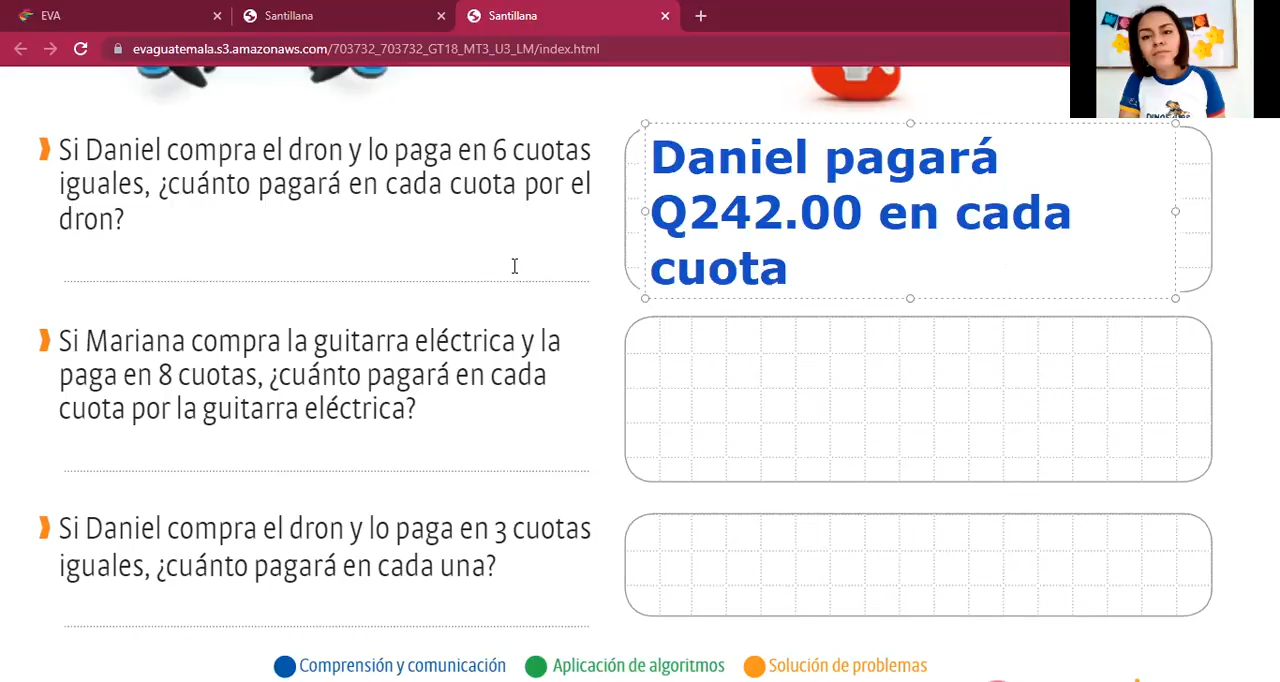 EVA
Santillana
Santillana
evaguatemala.s3.amazonaws.com/703732_703732_GT18_MT3_U3_LM/index.html
Si Daniel compra el dron y lo paga en 6 cuotas
iguales, ¿cuánto pagará en cada cuota por el
dron?
Daniel pagará
Q242.00 en cada
cuota
Si Mariana compra la guitarra eléctrica y la
paga en 8 cuotas, ¿cuánto pagará en cada
cuota por la guitarra eléctrica?
Si Daniel compra el dron y lo paga en 3 cuotas
iguales, ¿cuánto pagará en cada una?
Comprensión y comunicación
Aplicación de algoritmos
Solución de problemas